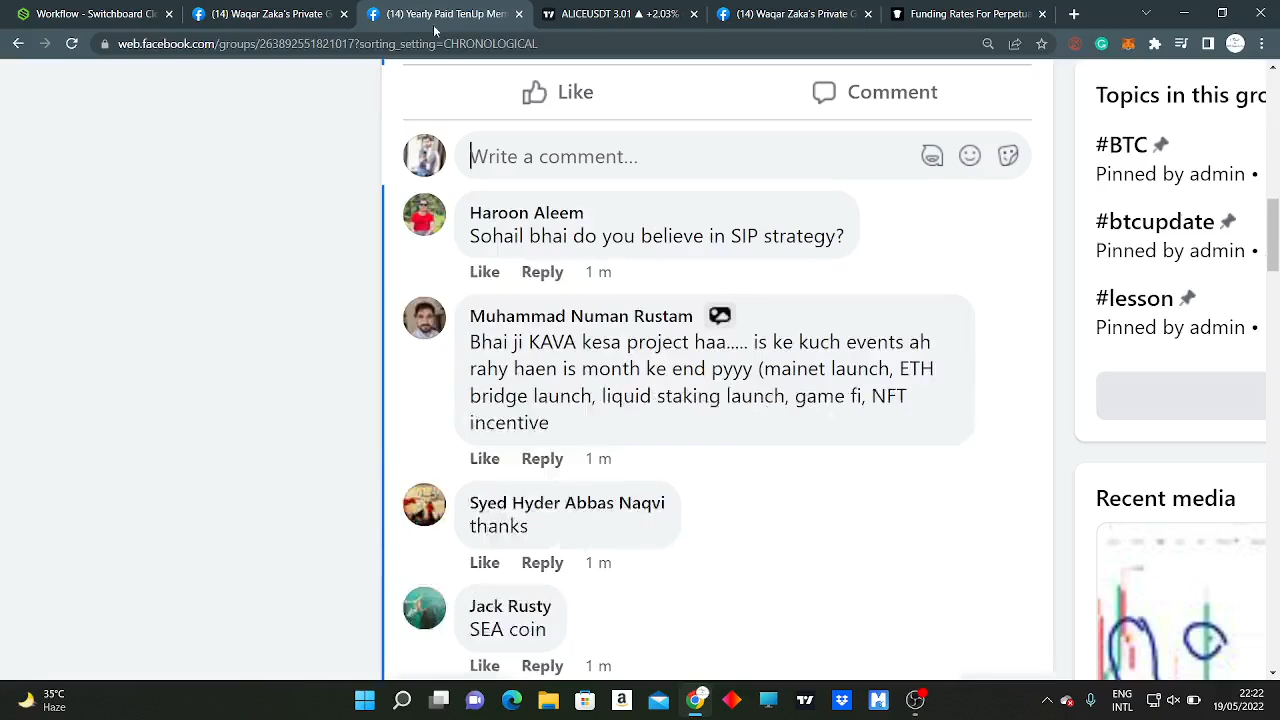 Workflow - Switchboard Cl
(14) Waqar Zaka's Private G
(14) Yearly Paid TenUp Mem
ALICEUSDT 3.01 ▲ +2.03%
(14) Waqar Zaka's Private G
Funding Rates For Perpetua
web.facebook.com/groups/263892551821017?sorting_setting=CHRONOLOGICAL
Like
Comment
Write a comment...
Haroon Aleem
Sohail bhai do you believe in SIP strategy?
Like Reply 1 m
Muhammad Numan Rustam
Bhai ji KAVA kesa project haa..... is ke kuch events ah
rahy haen is month ke end pyyy (mainet launch, ETH
bridge launch, liquid staking launch, game fi, NFT
incentive
Like Reply 1 m
Syed Hyder Abbas Naqvi
thanks
Like Reply 1 m
Jack Rusty
SEA coin
Like Reply 1 m
Topics in this gro
#BTC
Pinned by admin •
#btcupdate
Pinned by admin •
#lesson
Pinned by admin •
Recent media
35°C
Haze
ENG
INTL
22:22
19/05/2022